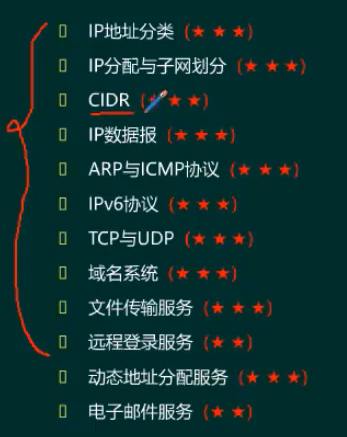 IP地址分类（★ ★ ★）
IP分配与子网划分（★ ★ ★）
CIDR（★ ★ ★）
IP数据报（★ ★ ★）
ARP与ICMP协议（★ ★ ★）
IPv6协议（★ ★ ★）
TCP与UDP（★ ★ ★）
域名系统（★ ★ ★）
文件传输服务（★ ★ ★）
远程登录服务（★ ★）
动态地址分配服务（★ ★ ★）
电子邮件服务（★ ★）